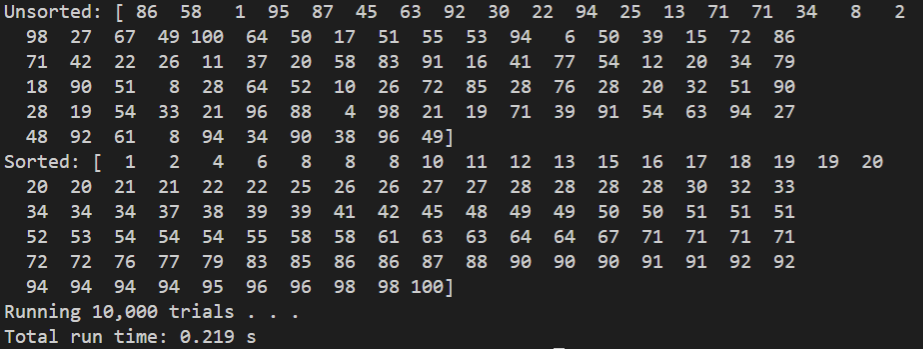 Unsorted: [ 86  58   1  95  87  45  63  92  30  22  94  25  13  71  71  34   8   2
  98  27  67  49 100  64  50  17  51  55  53  94   6  50  39  15  72  86
  71  42  22  26  11  37  20  58  83  91  16  41  77  54  12  20  34  79
  18  90  51   8  28  64  52  10  26  72  85  28  76  28  20  32  51  90
  28  19  54  33  21  96  88   4  98  21  19  71  39  91  54  63  94  27
  48  92  61   8  94  34  90  38  96  49]
Sorted: [  1   2   4   6   8   8   8  10  11  12  13  15  16  17  18  19  19  20
  20  20  21  21  22  22  25  26  26  27  27  28  28  28  28  30  32  33
  34  34  34  37  38  39  39  41  42  45  48  49  49  50  50  51  51  51
  52  53  54  54  54  55  58  58  61  63  63  64  64  67  71  71  71  71
  72  72  76  77  79  83  85  86  86  87  88  90  90  90  91  91  92  92
  94  94  94  94  95  96  96  98  98 100]
Running 10,000 trials . . .
Total run time: 0.219 s